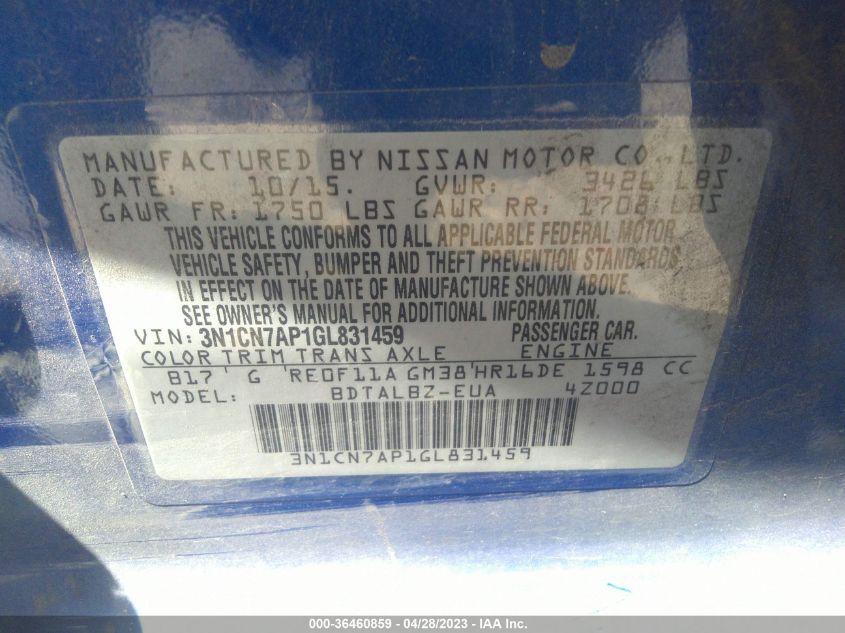 MANUFACTURED BY NISSAN MOTOR CO., LTD.
DATE: 10/15. GVWR: 3426 LBS
GAWR FR: 1750 LBS GAWR RR: 1708 LBS
THIS VEHICLE CONFORMS TO ALL APPLICABLE FEDERAL MOTOR
VEHICLE SAFETY, BUMPER AND THEFT PREVENTION STANDARDS
IN EFFECT ON THE DATE OF MANUFACTURE SHOWN ABOVE.
SEE OWNER'S MANUAL FOR ADDITIONAL INFORMATION.
VIN: 3N1CN7AP1GL831459 PASSENGER CAR.
COLOR TRIM TRANS AXLE ENGINE
B17 G RE0F11A GM38 HR16DE 1598 CC
MODEL: BDTALBZ-EUA 4Z000
3N1CN7AP1GL831459
000-36460859 04/28/2023 - IAA Inc.